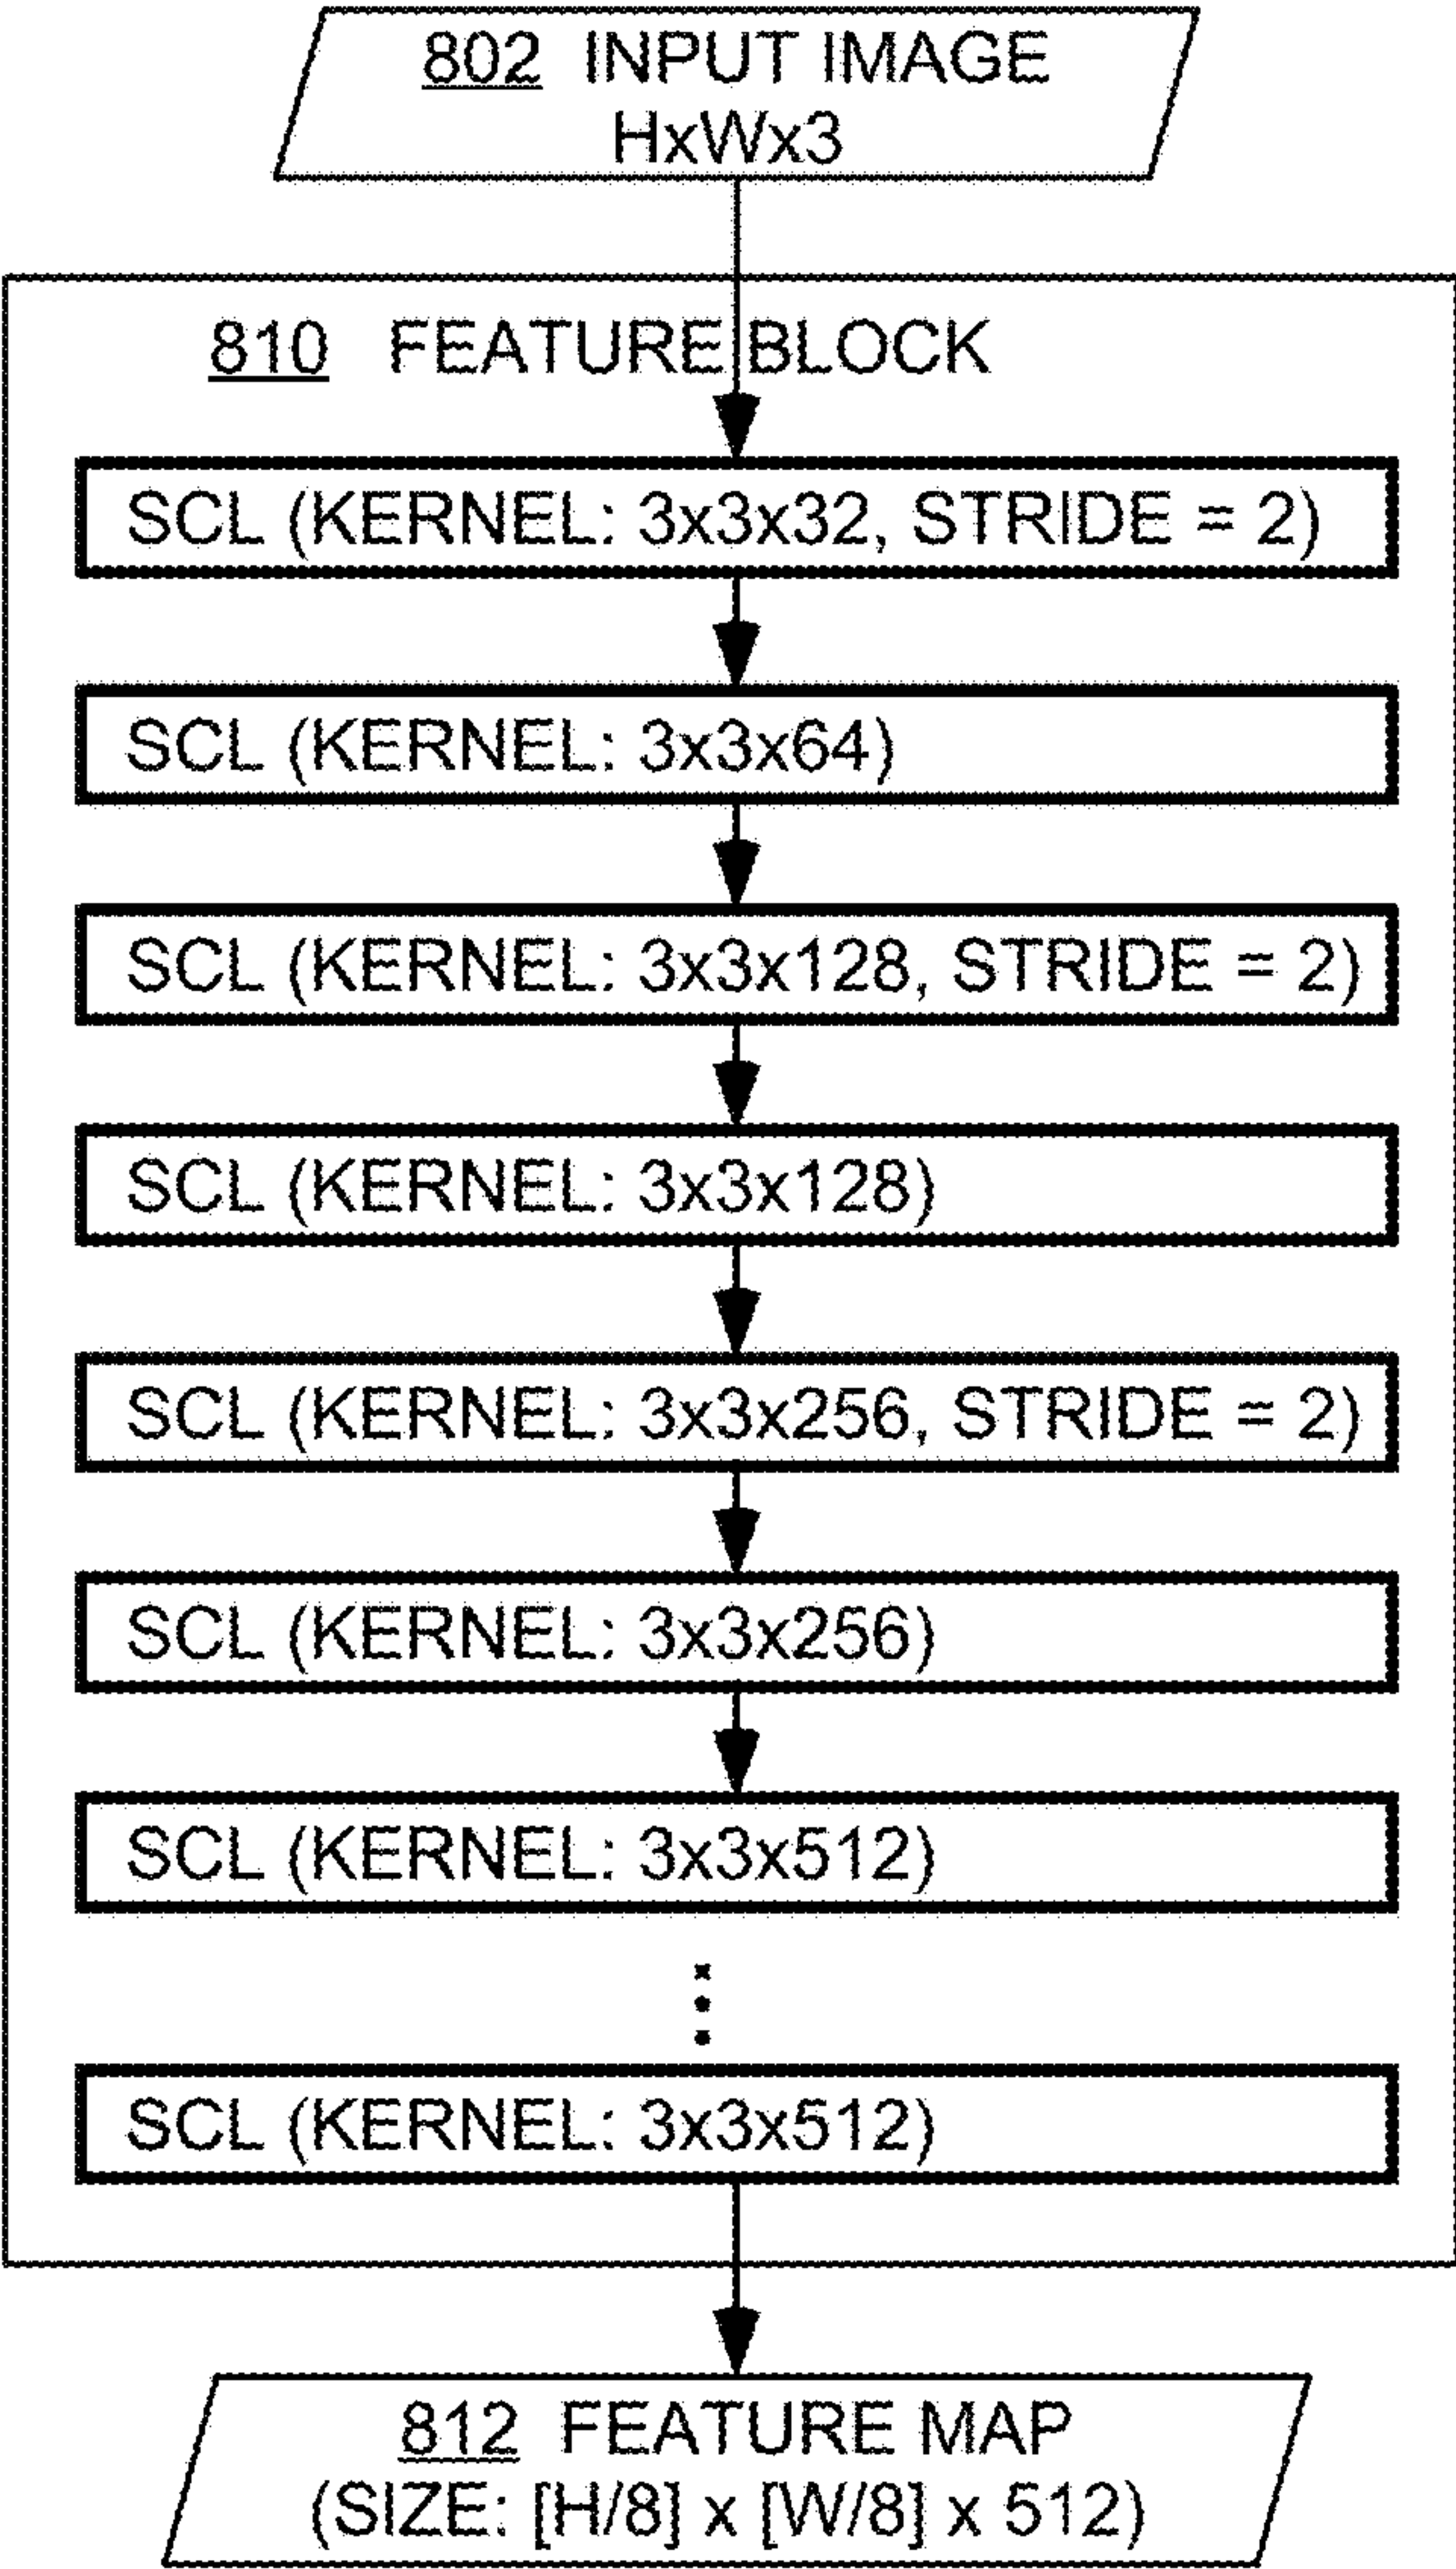 802 INPUT IMAGE
HxWx3
810 FEATURE BLOCK
SCL (KERNEL: 3x3x32, STRIDE = 2)
SCL (KERNEL: 3x3x64)
SCL (KERNEL: 3x3x128, STRIDE = 2)
SCL (KERNEL: 3x3x128)
SCL (KERNEL: 3x3x256, STRIDE = 2)
SCL (KERNEL: 3x3x256)
SCL (KERNEL: 3x3x512)
SCL (KERNEL: 3x3x512)
812 FEATURE MAP
(SIZE: [H/8] x [W/8] x 512)